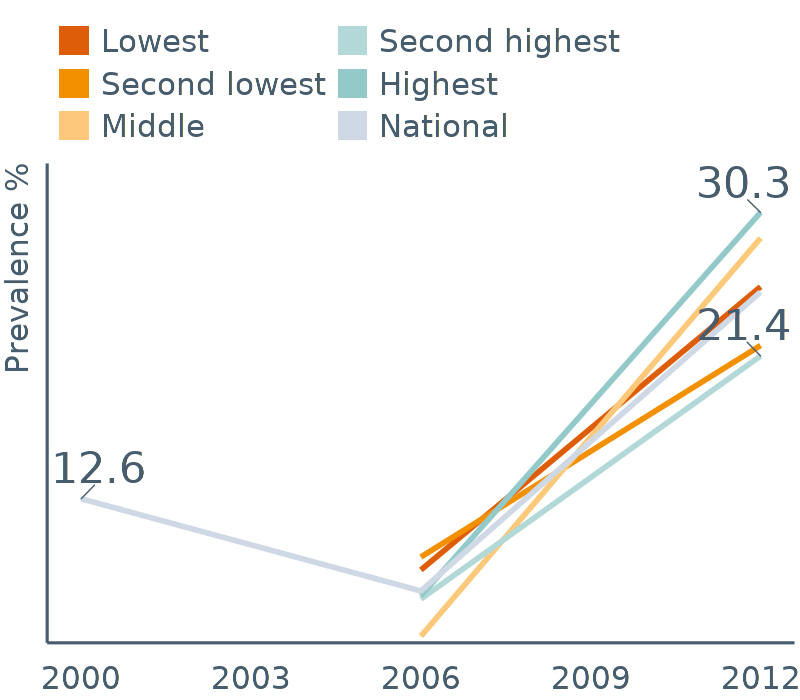 Lowest
Second lowest
Middle
Second highest
Highest
National
Prevalence %
30.3
21.4
12.6
2000 2003 2006 2009 2012